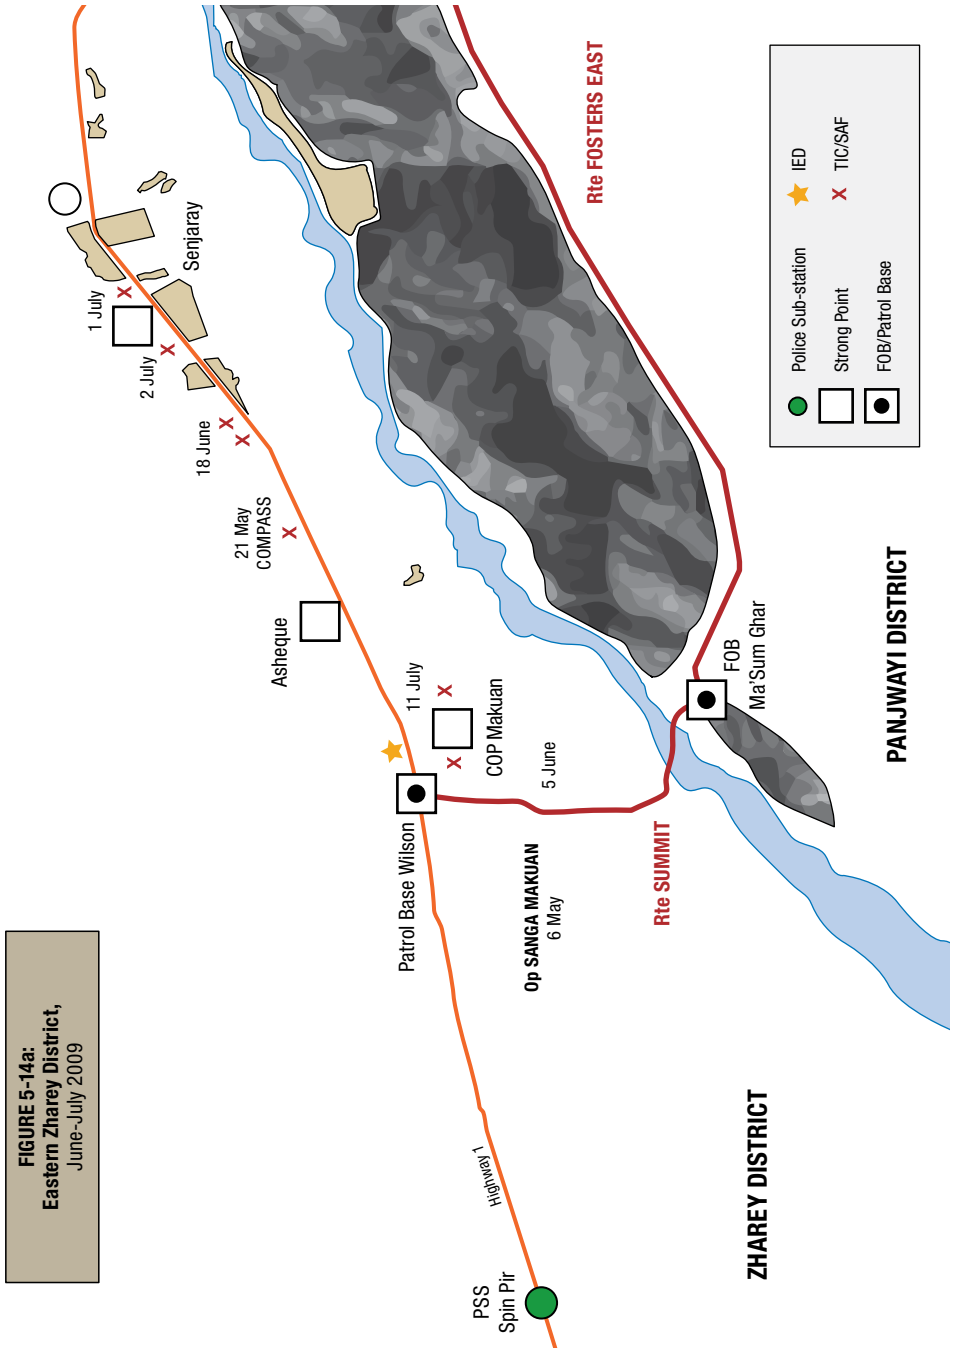 FIGURE 5-14a:
Eastern Zharey District,
June-July 2009
PSS
Spin Pir
Highway 1
Patrol Base Wilson
11 July
COP Makuan
5 June
Op SANGA MAKUAN
6 May
Rte SUMMIT
Asheque
21 May
COMPASS
18 June
2 July
1 July
Senjaray
FOB
Ma'Sum Ghar
Rte FOSTERS EAST
ZHAREY DISTRICT
PANJWAYI DISTRICT
Police Sub-station
Strong Point
FOB/Patrol Base
IED
X TIC/SAF
X
X
X
X
X
X
X